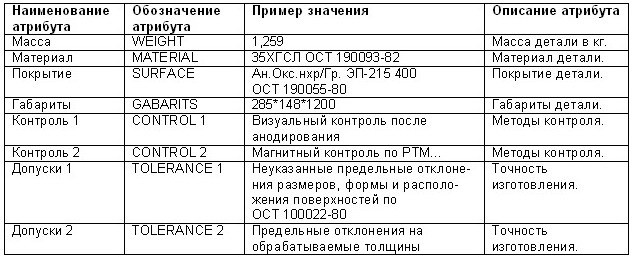 Наименование атрибута Обозначение атрибута Пример значения Описание атрибута
Масса WEIGHT 1,259 Масса детали в кг.
Материал MATERIAL 35ХГСЛ ОСТ 190093-82 Материал детали.
Покрытие SURFACE Ан.Окс.нхр/Гр. ЭП-215 400
ОСТ 190055-80 Покрытие детали.
Габариты GABARITS 285*148*1200 Габариты детали.
Контроль 1 CONTROL 1 Визуальный контроль после
анодирования Методы контроля.
Контроль 2 CONTROL 2 Магнитный контроль по РТМ... Методы контроля.
Допуски 1 TOLERANCE 1 Неуказанные предельные отклоне-
ния размеров, формы и располо-
жения поверхностей по
ОСТ 100022-80 Точность
изготовления.
Допуски 2 TOLERANCE 2 Предельные отклонения на
обрабатываемые толщины Точность
изготовления.